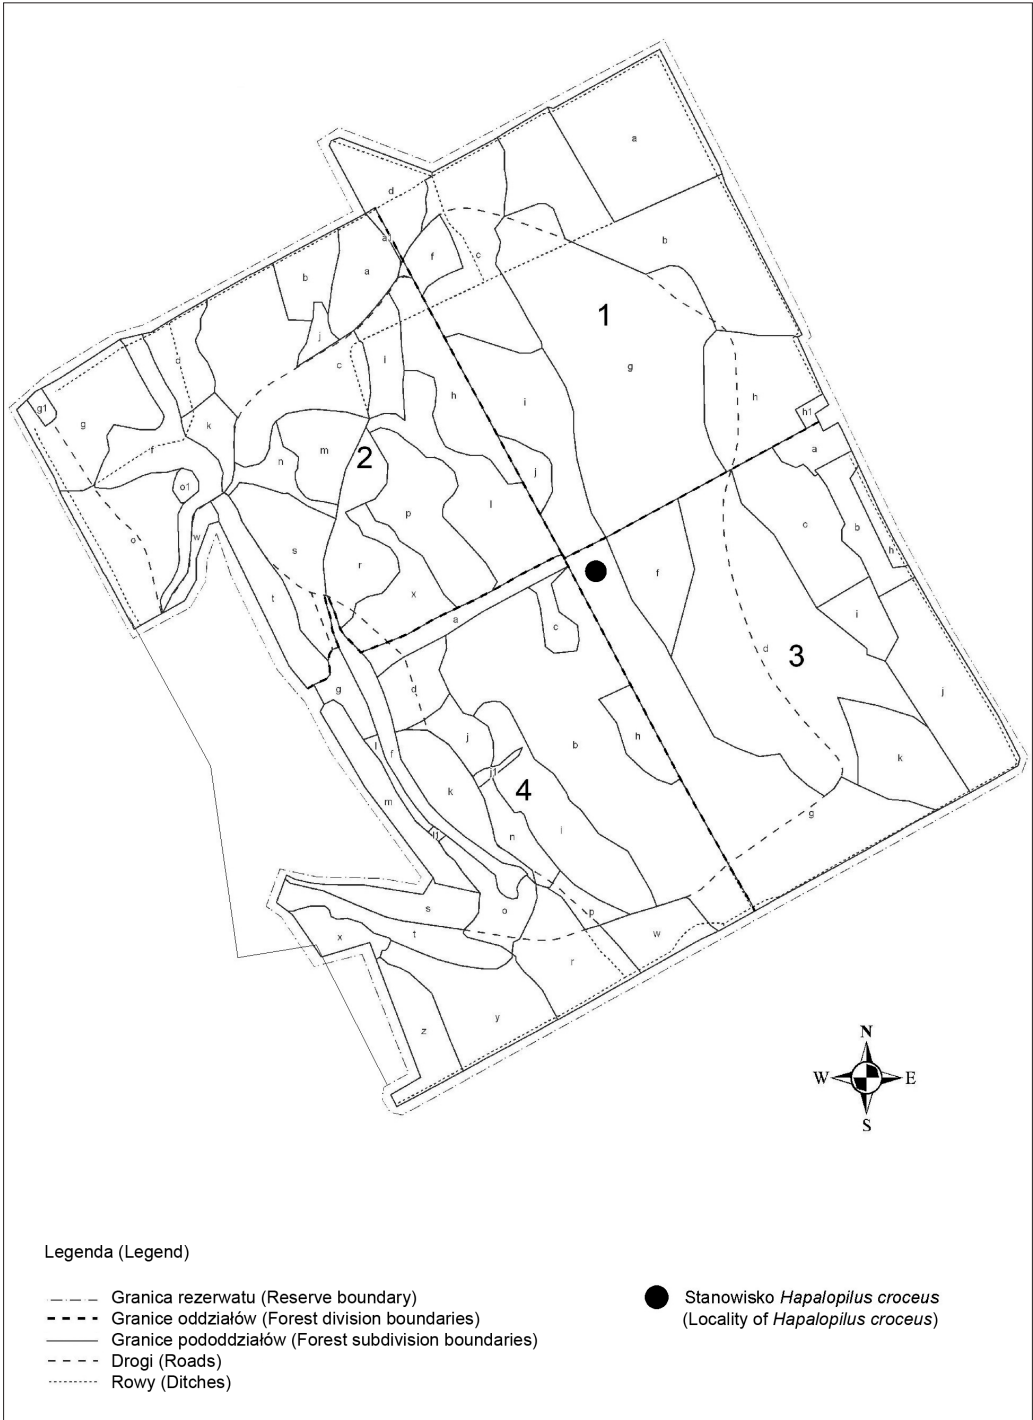 a
d
b
a1
f
c
a
b
1
j
g
d
c
i
i
h
h
g1
g
k
h1
m
2
a
f
n
j
o1
l
c
p
b
o
w
s
h
r
f
t
x
i
a
c
d
3
g
d
j
j
b
h
f
l
k
j1
4
m
k
g
l1
n
i
s
o
p
t
w
x
r
y
z
N
W E
S
Legenda (Legend)
Granica rezerwatu (Reserve boundary)
Granice oddziałów (Forest division boundaries)
Granice pododdziałów (Forest subdivision boundaries)
Drogi (Roads)
Rowy (Ditches)
Stanowisko Hapalopilus croceus
(Locality of Hapalopilus croceus)